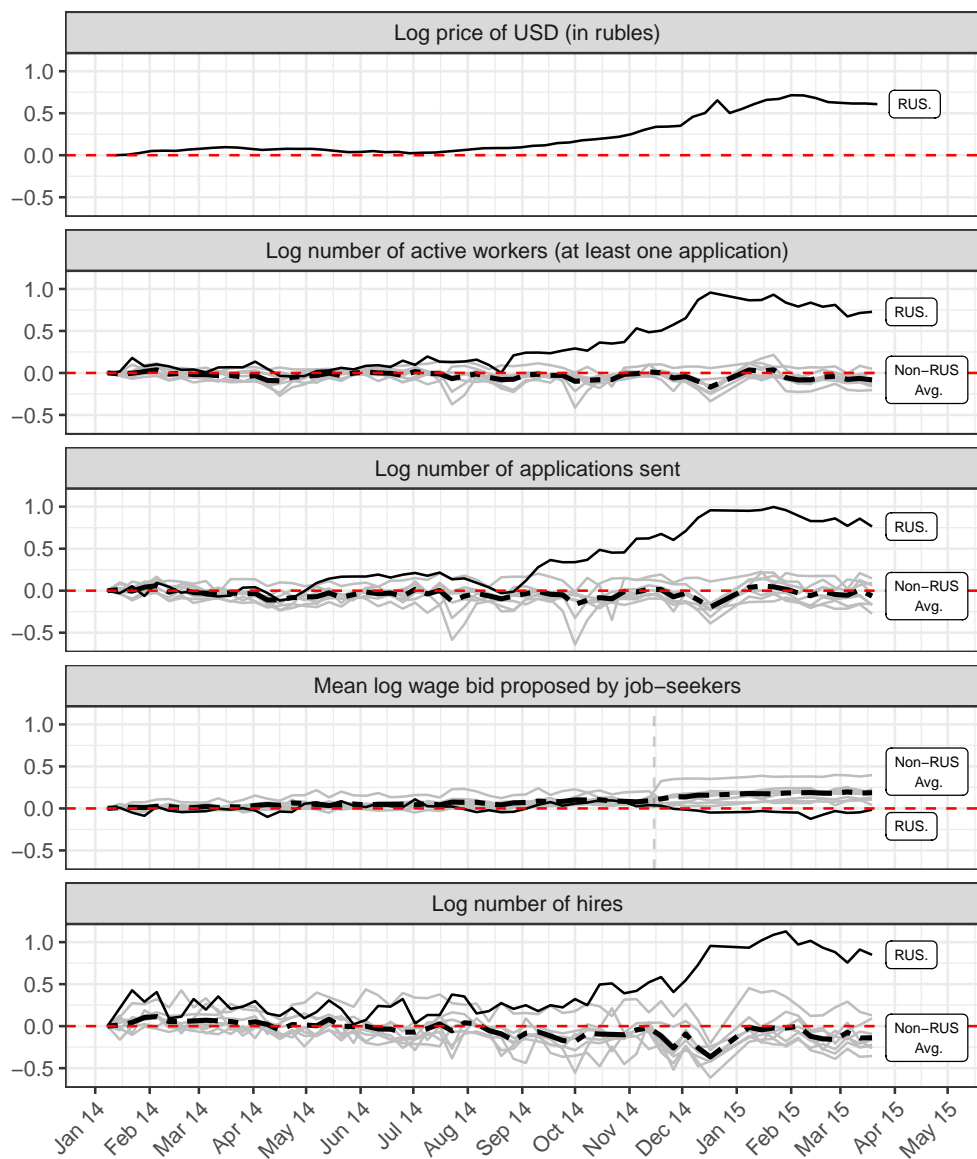 Log price of USD (in rubles)
1.0
0.5
0.0
−0.5
RUS.
Log number of active workers (at least one application)
1.0
0.5
0.0
−0.5
RUS.
Non−RUS
Avg.
Log number of applications sent
1.0
0.5
0.0
−0.5
RUS.
Non−RUS
Avg.
Mean log wage bid proposed by job−seekers
1.0
0.5
0.0
−0.5
Non−RUS
Avg.
RUS.
Log number of hires
1.0
0.5
0.0
−0.5
RUS.
Non−RUS
Avg.
Jan 14
Feb 14
Mar 14
Apr 14
May 14
Jun 14
Jul 14
Aug 14
Sep 14
Oct 14
Nov 14
Dec 14
Jan 15
Feb 15
Mar 15
Apr 15
May 15